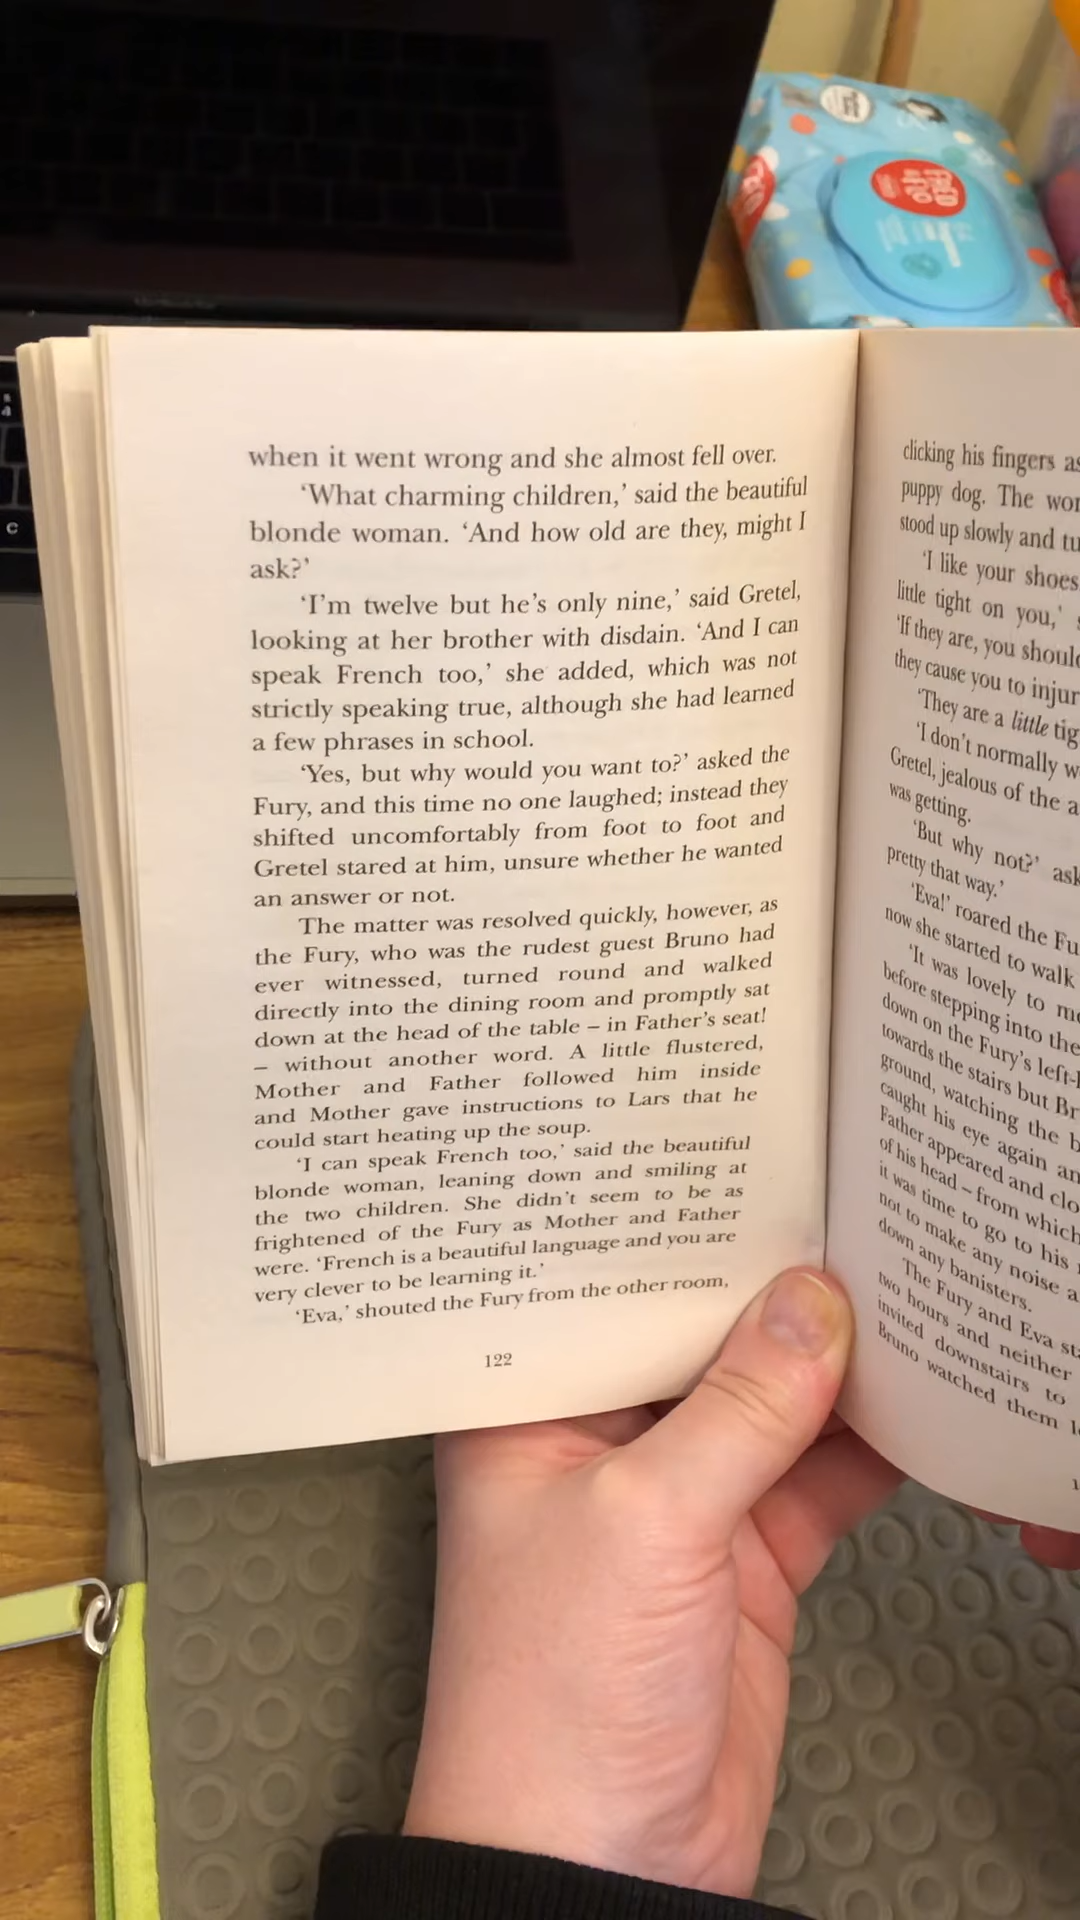 when it went wrong and she almost fell over.
‘What charming children,’ said the beautiful
blonde woman. ‘And how old are they, might I
ask?’
‘I’m twelve but he’s only nine,’ said Gretel,
looking at her brother with disdain. ‘And I can
speak French too,’ she added, which was not
strictly speaking true, although she had learned
a few phrases in school.
‘Yes, but why would you want to?’ asked the
Fury, and this time no one laughed; instead they
shifted uncomfortably from foot to foot and
Gretel stared at him, unsure whether he wanted
an answer or not.
The matter was resolved quickly, however, as
the Fury, who was the rudest guest Bruno had
ever witnessed, turned round and walked
directly into the dining room and promptly sat
down at the head of the table – in Father’s seat!
– without another word. A little flustered,
Mother and Father followed him inside
and Mother gave instructions to Lars that he
could start heating up the soup.
‘I can speak French too,’ said the beautiful
blonde woman, leaning down and smiling at
the two children. She didn’t seem to be as
frightened of the Fury as Mother and Father
were. ‘French is a beautiful language and you are
very clever to be learning it.’
‘Eva,’ shouted the Fury from the other room,
122
clicking his fingers as
puppy dog. The
stood up slowly and
‘I like your shoes
little tight on you,’
‘If they are, you
they cause you to
‘They are a little
‘I don’t normally
Gretel, jealous of the
was getting.
‘But why not?’
pretty that way.’
‘Eva!’ roared the
now she started to walk
‘It was lovely to
before stepping into the
down on the Fury’s
towards the stairs but
ground, watching the
caught his eye again
Father appeared and
of his head – from which
it was time to go to his
not to make any noise
down any banisters.
The Fury and Eva
two hours and neither
invited downstairs to
Bruno watched them
C